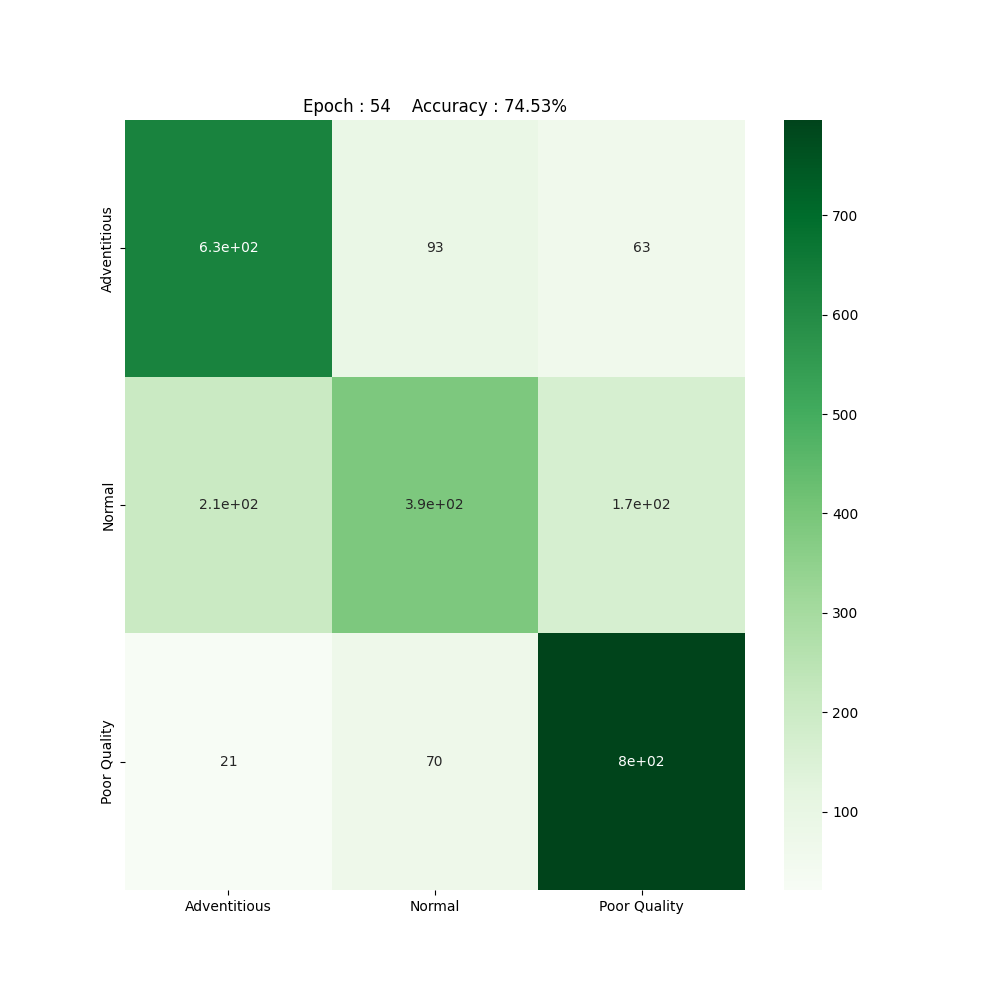 Epoch : 54    Accuracy : 74.53%
Adventitious
6.3e+02 93 63
Normal
2.1e+02 3.9e+02 1.7e+02
Poor Quality
21 70 8e+02
Adventitious Normal Poor Quality
700
600
500
400
300
200
100